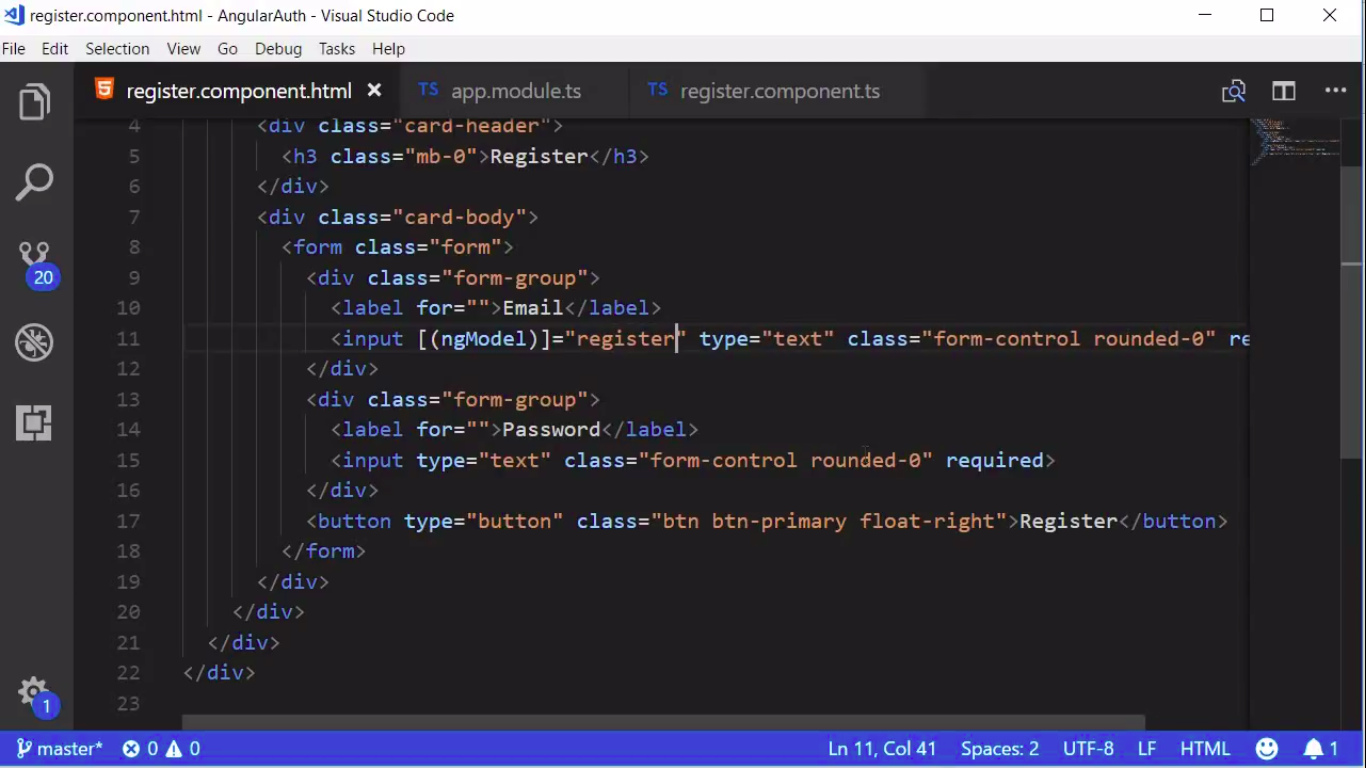 register.component.html - AngularAuth - Visual Studio Code
File Edit Selection View Go Debug Tasks Help
register.component.html TS app.module.ts TS register.component.ts
4 <div class="card-header">
5 <h3 class="mb-0">Register</h3>
6 </div>
7 <div class="card-body">
8 <form class="form">
9 <div class="form-group">
10 <label for="">Email</label>
11 <input [(ngModel)]="register" type="text" class="form-control rounded-0" re
12 </div>
13 <div class="form-group">
14 <label for="">Password</label>
15 <input type="text" class="form-control rounded-0" required>
16 </div>
17 <button type="button" class="btn btn-primary float-right">Register</button>
18 </form>
19 </div>
20 </div>
21 </div>
22 </div>
23
20
1
master* 0 0 Ln 11, Col 41 Spaces: 2 UTF-8 LF HTML 1